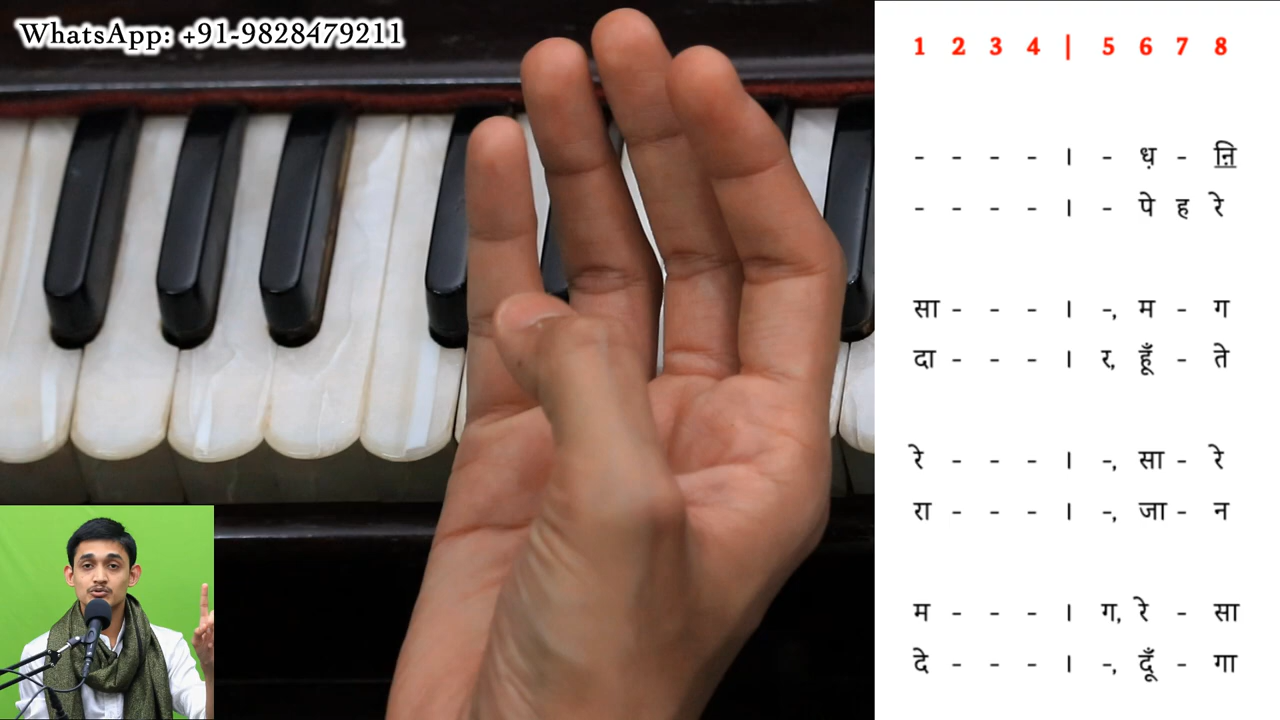 WhatsApp: +91-9828479211
1 2 3 4 | 5 6 7 8
- - - - । - ध़ - ऩि॒
- - - - । - पे ह रे
सा - - - । -, म - ग
दा - - - । र, हूँ - ते
रे - - - । -, सा - रे
रा - - - । -, जा - न
म - - - । ग, रे - सा
दे - - - । -, दूँ - गा